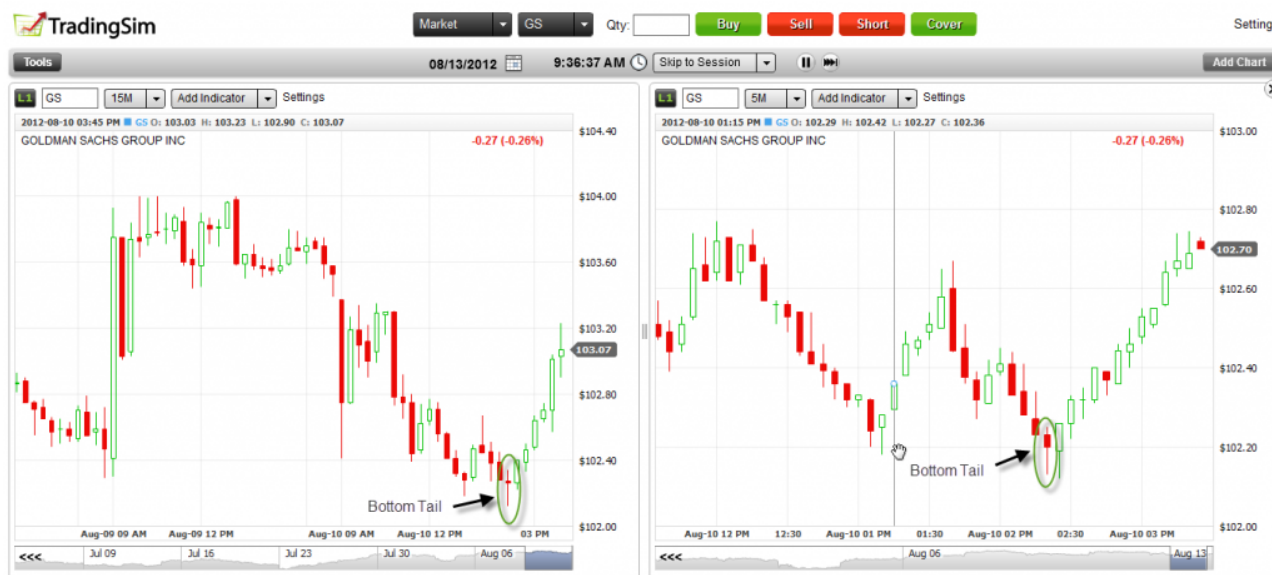 TradingSim
Market GS Qty: Buy Sell Short Cover Setting
Tools 08/13/2012 9:36:37 AM Skip to Session Add Chart
L1 GS 15M Add Indicator Settings
2012-08-10 03:45 PM GS O: 103.03 H: 103.23 L: 102.90 C: 103.07
GOLDMAN SACHS GROUP INC -0.27 (-0.26%)
$104.40
$104.00
$103.60
$103.20
103.07
$102.80
$102.40
$102.00
Bottom Tail
Aug-09 09 AM Aug-09 12 PM Aug-10 09 AM Aug-10 12 PM 03 PM
<<< Jul 09 Jul 16 Jul 23 Jul 30 Aug 06
L1 GS 5M Add Indicator Settings
2012-08-10 01:15 PM GS O: 102.29 H: 102.42 L: 102.27 C: 102.36
GOLDMAN SACHS GROUP INC -0.27 (-0.26%)
$103.00
$102.80
102.70
$102.60
$102.40
$102.20
$102.00
Bottom Tail
Aug-10 12 PM 12:30 Aug-10 01 PM 01:30 Aug-10 02 PM 02:30 Aug-10 03 PM
<<< Aug 06 Aug 13